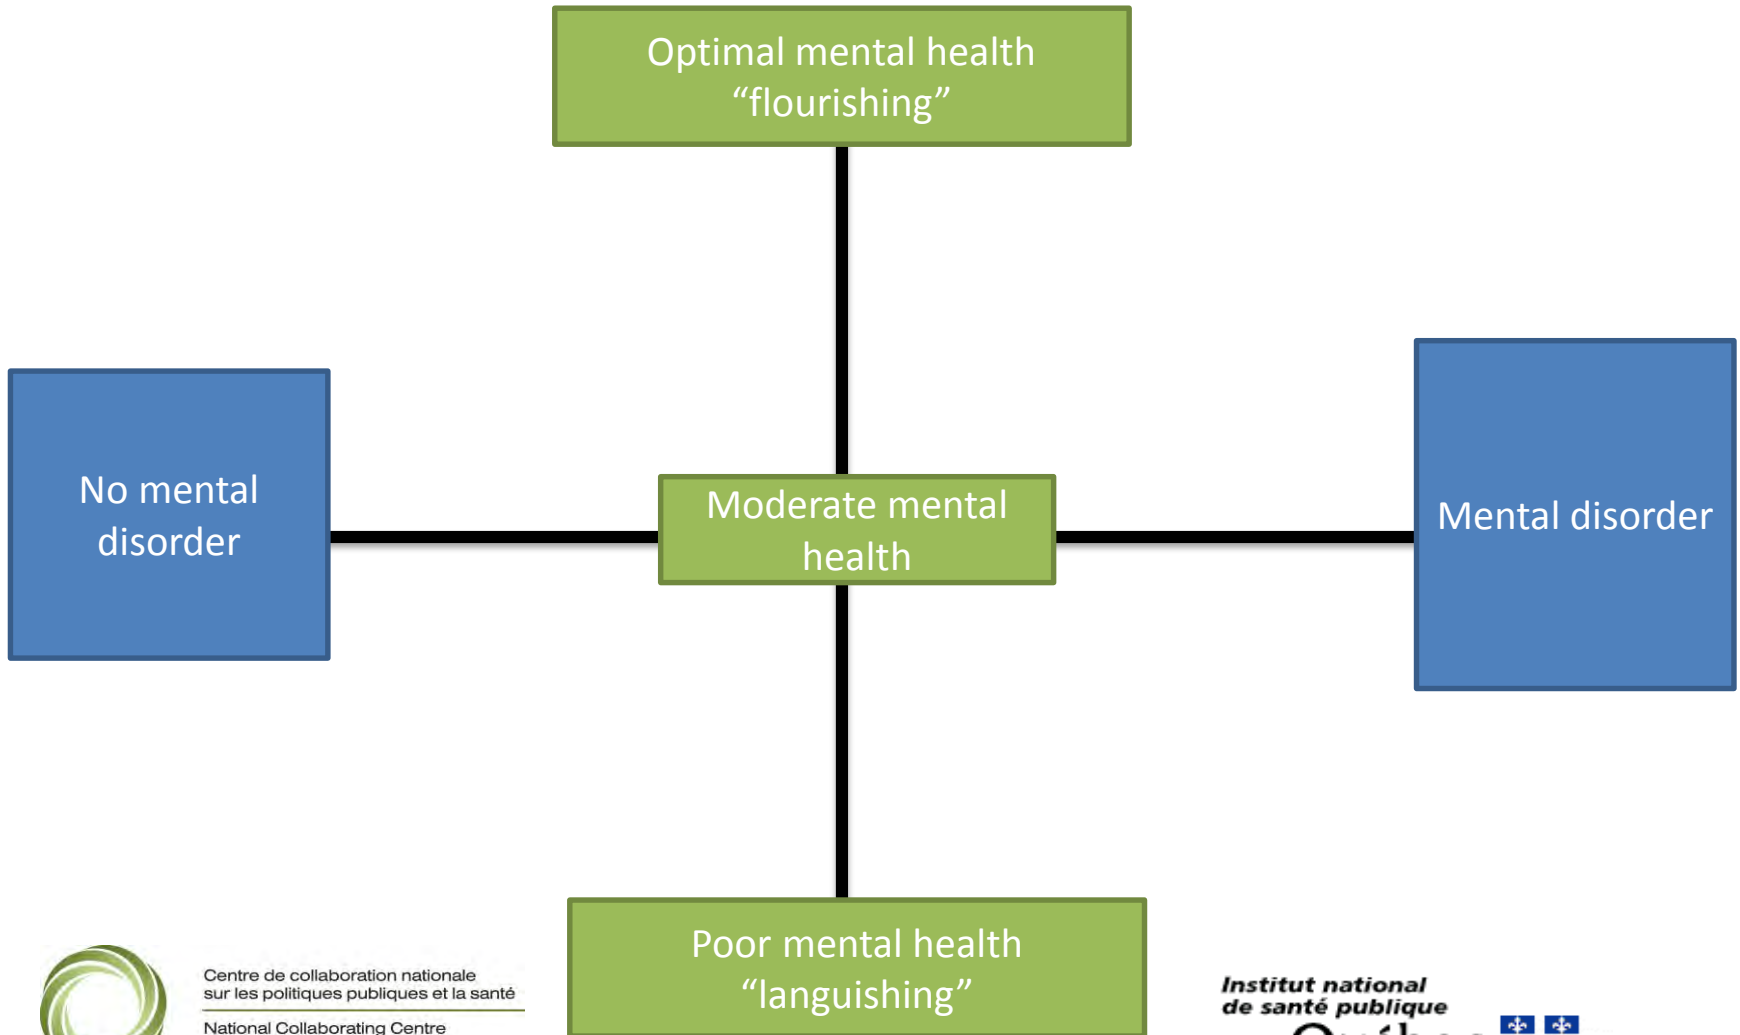 Optimal mental health
“flourishing”
No mental
disorder
Moderate mental
health
Mental disorder
Poor mental health
“languishing”
Centre de collaboration nationale
sur les politiques publiques et la santé
National Collaborating Centre
Institut national
de santé publique
Québec